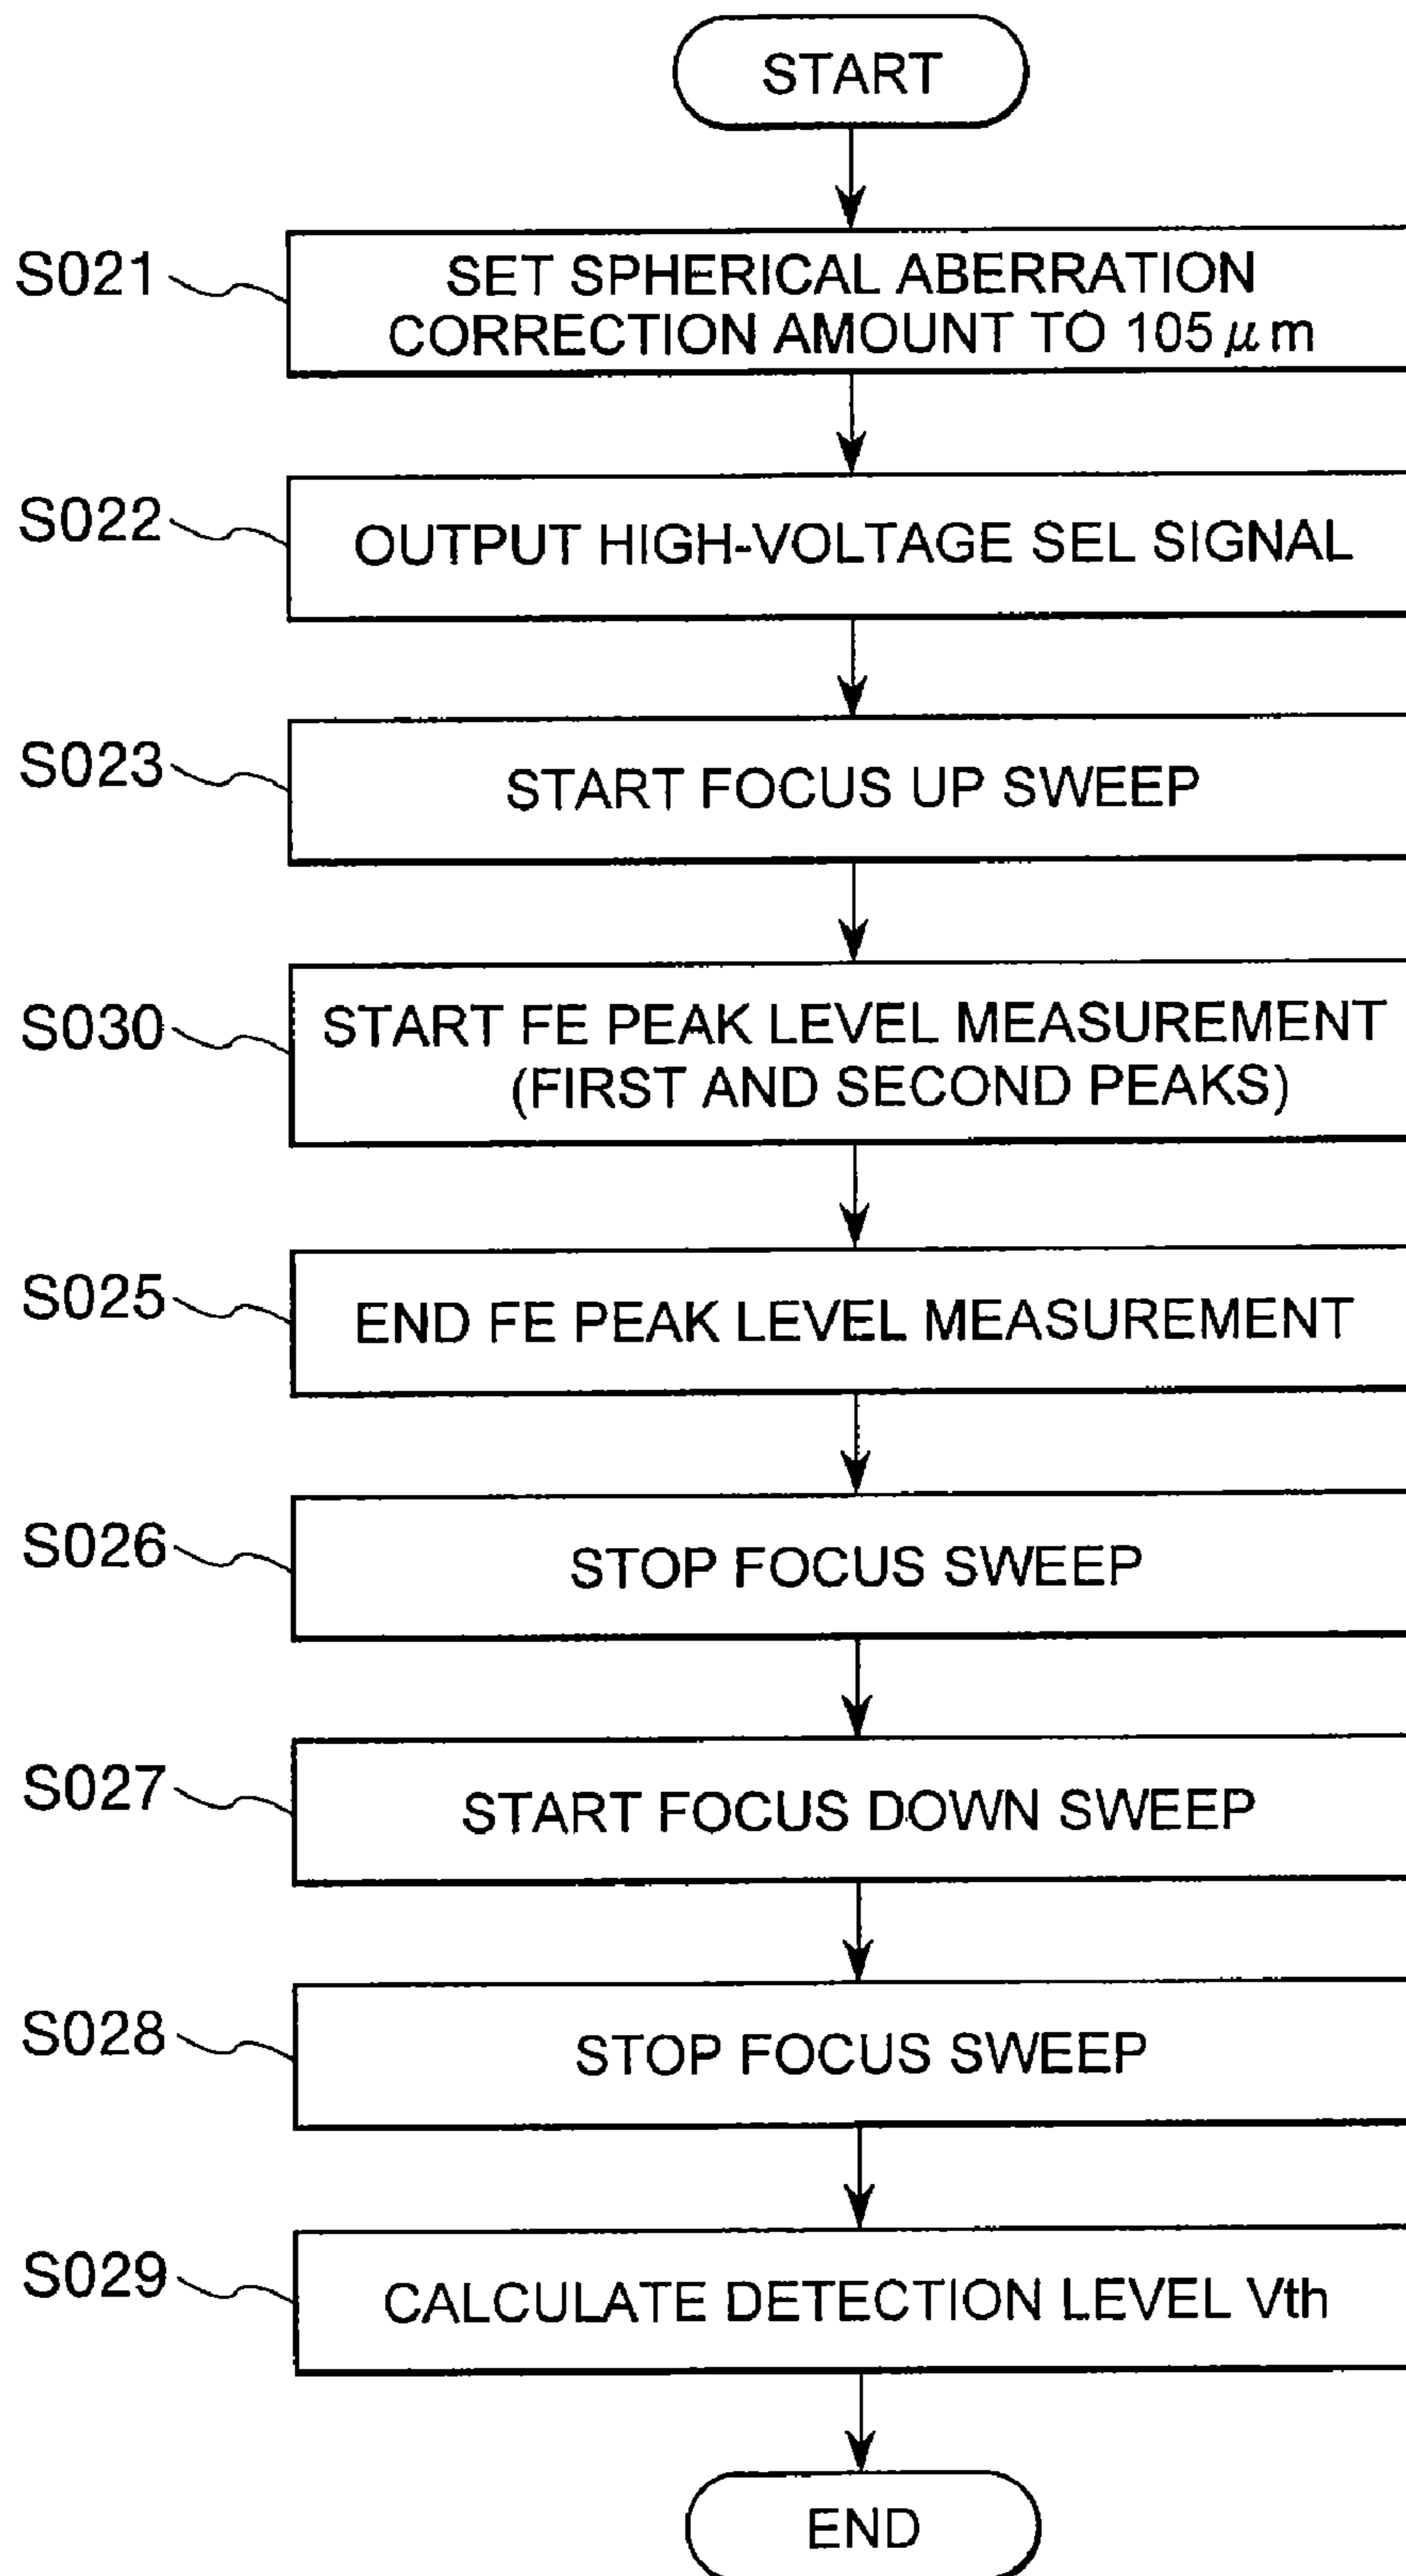 START
S021
SET SPHERICAL ABERRATION
CORRECTION AMOUNT TO 105 μm
S022
OUTPUT HIGH-VOLTAGE SEL SIGNAL
S023
START FOCUS UP SWEEP
S030
START FE PEAK LEVEL MEASUREMENT
(FIRST AND SECOND PEAKS)
S025
END FE PEAK LEVEL MEASUREMENT
S026
STOP FOCUS SWEEP
S027
START FOCUS DOWN SWEEP
S028
STOP FOCUS SWEEP
S029
CALCULATE DETECTION LEVEL Vth
END